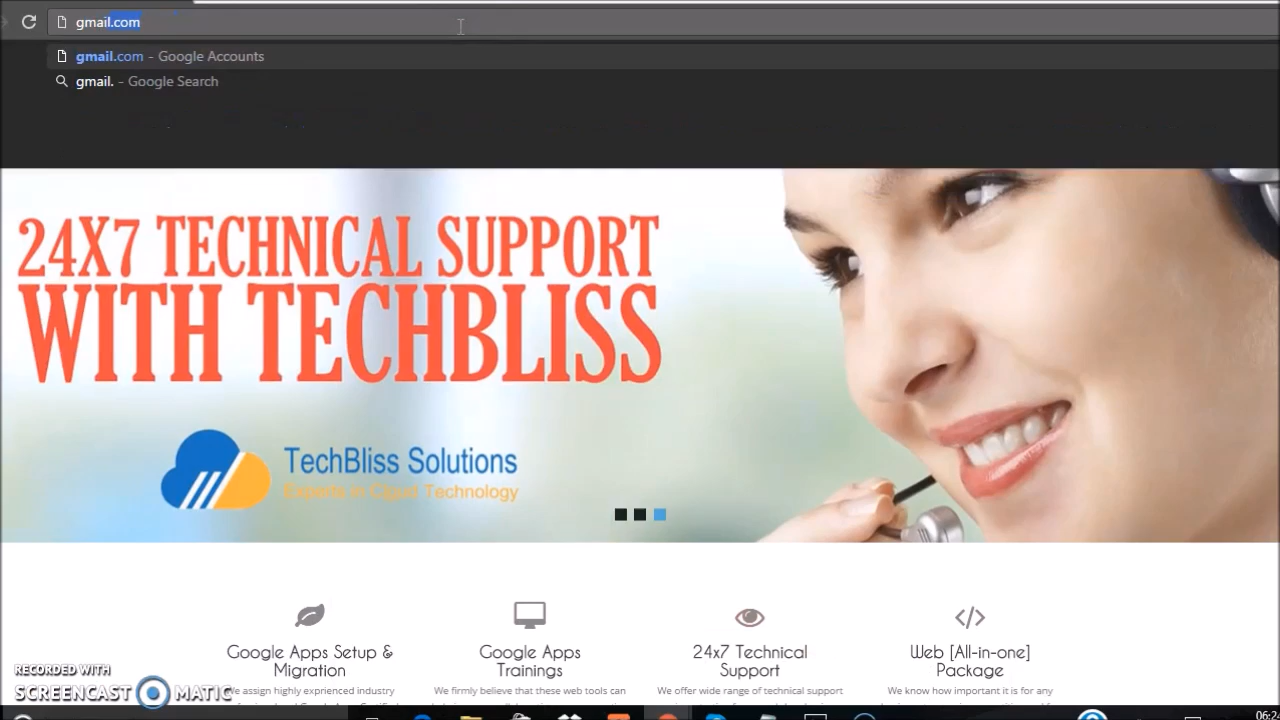 gmail.com
gmail.com - Google Accounts
gmail. - Google Search
24X7 TECHNICAL SUPPORT
WITH TECHBLISS
TechBliss Solutions
Experts in Cloud Technology
Google Apps Setup &
Migration
Google Apps
Trainings
24x7 Technical
Support
Web [All-in-one]
Package
We assign highly exprienced industry
We firmly believe that these web tools can
We offer wide range of technical support
We know how important it is for any
RECORDED WITH
SCREENCAST MATIC